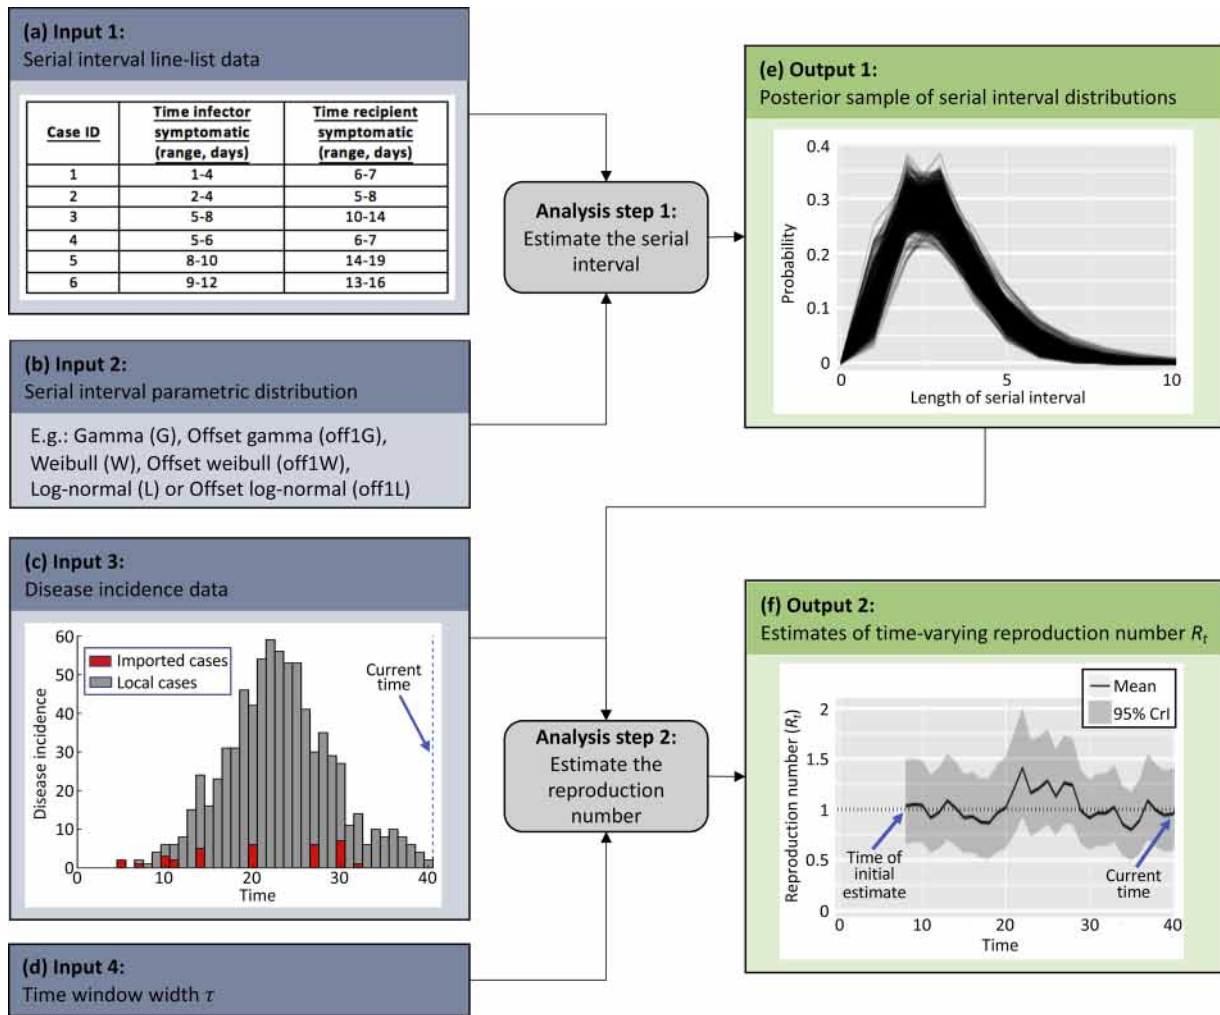 (a) Input 1:
Serial interval line-list data
Case ID
Time infector
symptomatic
(range, days)
Time recipient
symptomatic
(range, days)
1 1-4 6-7
2 2-4 5-8
3 5-8 10-14
4 5-6 6-7
5 8-10 14-19
6 9-12 13-16
(b) Input 2:
Serial interval parametric distribution
E.g.: Gamma (G), Offset gamma (off1G),
Weibull (W), Offset weibull (off1W),
Log-normal (L) or Offset log-normal (off1L)
(c) Input 3:
Disease incidence data
60
50
40
30
20
10
0
Disease incidence
Imported cases
Local cases
Current
time
0 10 20 30 40
Time
(d) Input 4:
Time window width τ
Analysis step 1:
Estimate the serial
interval
Analysis step 2:
Estimate the
reproduction
number
(e) Output 1:
Posterior sample of serial interval distributions
0.4
0.3
0.2
0.1
0
Probability
0 5 10
Length of serial interval
(f) Output 2:
Estimates of time-varying reproduction number Rt
Mean
95% CrI
2
1.5
1
0.5
0
Reproduction number (Rt)
Time of
initial
estimate
Current
time
0 10 20 30 40
Time